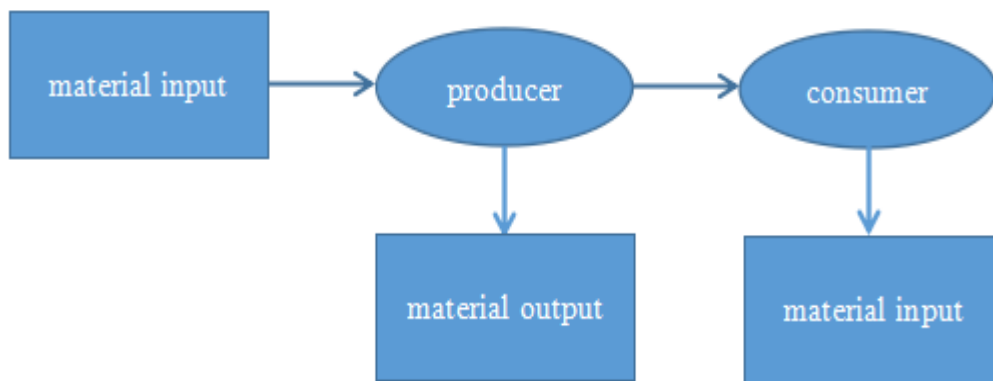 material input
producer
consumer
material output
material input